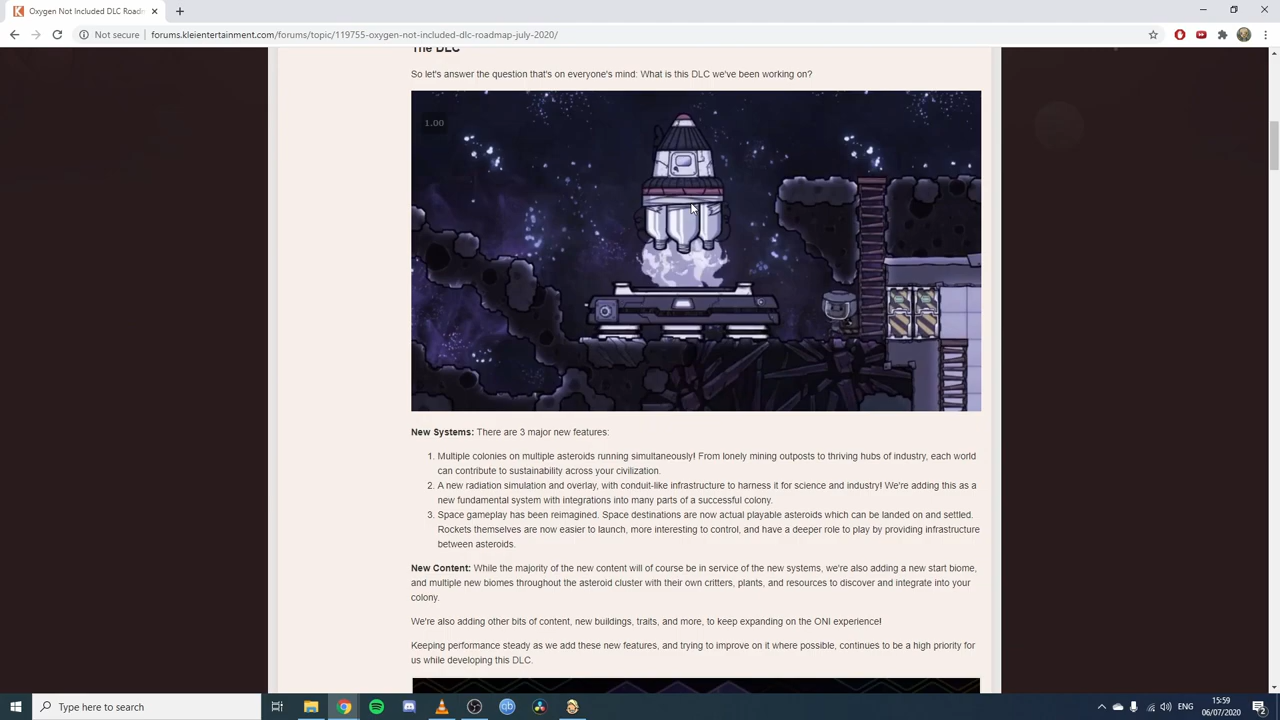 Oxygen Not Included DLC Roadm
Not secure
forums.kleientertainment.com/forums/topic/119755-oxygen-not-included-dlc-roadmap-july-2020/
The DLC
So let's answer the question that's on everyone's mind: What is this DLC we've been working on?
1.00
New Systems: There are 3 major new features:
1. Multiple colonies on multiple asteroids running simultaneously! From lonely mining outposts to thriving hubs of industry, each world
can contribute to sustainability across your civilization.
2. A new radiation simulation and overlay, with conduit-like infrastructure to harness it for science and industry! We're adding this as a
new fundamental system with integrations into many parts of a successful colony.
3. Space gameplay has been reimagined. Space destinations are now actual playable asteroids which can be landed on and settled.
Rockets themselves are now easier to launch, more interesting to control, and have a deeper role to play by providing infrastructure
between asteroids.
New Content: While the majority of the new content will of course be in service of the new systems, we're also adding a new start biome,
and multiple new biomes throughout the asteroid cluster with their own critters, plants, and resources to discover and integrate into your
colony.
We're also adding other bits of content, new buildings, traits, and more, to keep expanding on the ONI experience!
Keeping performance steady as we add these new features, and trying to improve on it where possible, continues to be a high priority for
us while developing this DLC.
Type here to search
ENG
15:59
06/07/2020
2